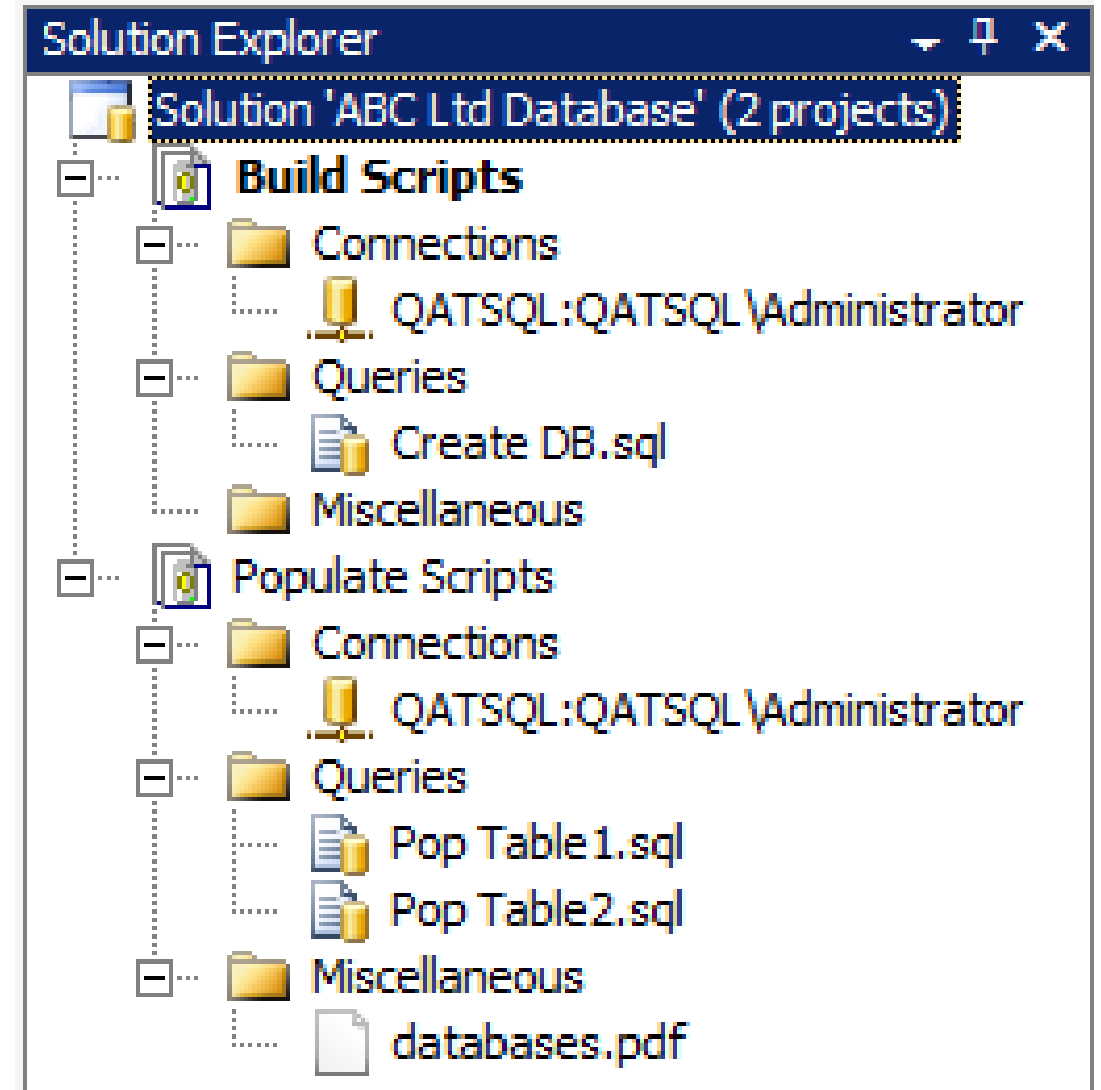 Solution Explorer
Solution 'ABC Ltd Database' (2 projects)
Build Scripts
Connections
QATSQL:QATSQL\Administrator
Queries
Create DB.sql
Miscellaneous
Populate Scripts
Connections
QATSQL:QATSQL\Administrator
Queries
Pop Table1.sql
Pop Table2.sql
Miscellaneous
databases.pdf